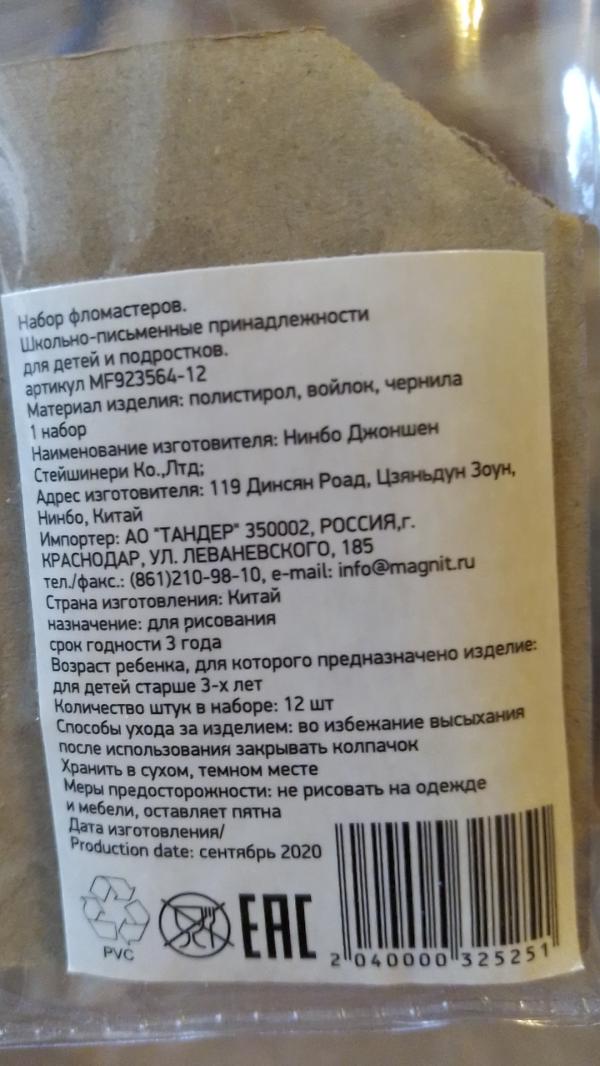 Набор фломастеров.
Школьно-письменные принадлежности
для детей и подростков.
артикул MF923564-12
Материал изделия: полистирол, войлок, чернила
1 набор
Наименование изготовителя: Нинбо Джоншен
Стейшинери Ко.,Лтд;
Адрес изготовителя: 119 Динсян Роад, Цзяньдун Зоун,
Нинбо, Китай
Импортер: АО "ТАНДЕР" 350002, РОССИЯ,г.
КРАСНОДАР, УЛ. ЛЕВАНЕВСКОГО, 185
тел./факс.: (861)210-98-10, e-mail: info@magnit.ru
Страна изготовления: Китай
назначение: для рисования
срок годности 3 года
Возраст ребенка, для которого предназначено изделие:
для детей старше 3-х лет
Количество штук в наборе: 12 шт
Способы ухода за изделием: во избежание высыхания
после использования закрывать колпачок
Хранить в сухом, темном месте
Меры предосторожности: не рисовать на одежде
и мебели, оставляет пятна
Дата изготовления/
Production date: сентябрь 2020
PVC
EAC
2 040000 325251